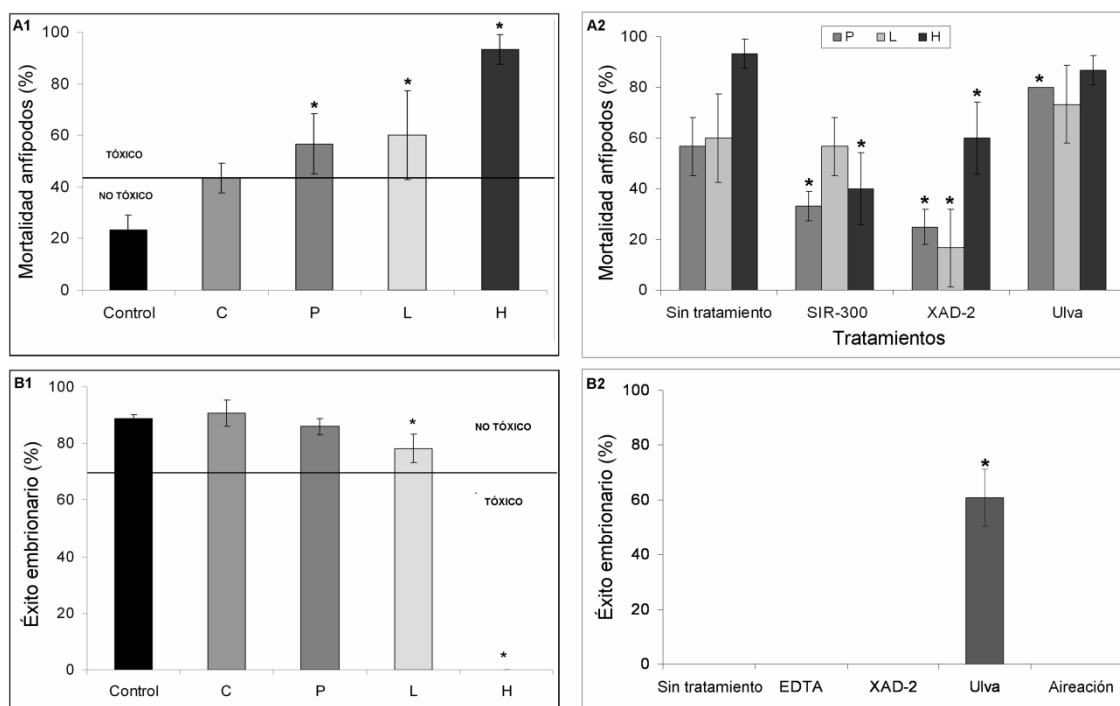 A1
Mortalidad anfípodos (%)
100
80
60
40
20
0
TÓXICO
NO TÓXICO
*
*
*
Control C P L H
A2
P L H
Mortalidad anfípodos (%)
100
80
60
40
20
0
*
*
*
*
*
*
Sin tratamiento SIR-300 XAD-2 Ulva
Tratamientos
B1
Éxito embrionario (%)
100
80
60
40
20
0
NO TÓXICO
TÓXICO
*
*
Control C P L H
B2
Éxito embrionario (%)
100
80
60
40
20
0
*
Sin tratamiento EDTA XAD-2 Ulva Aireación